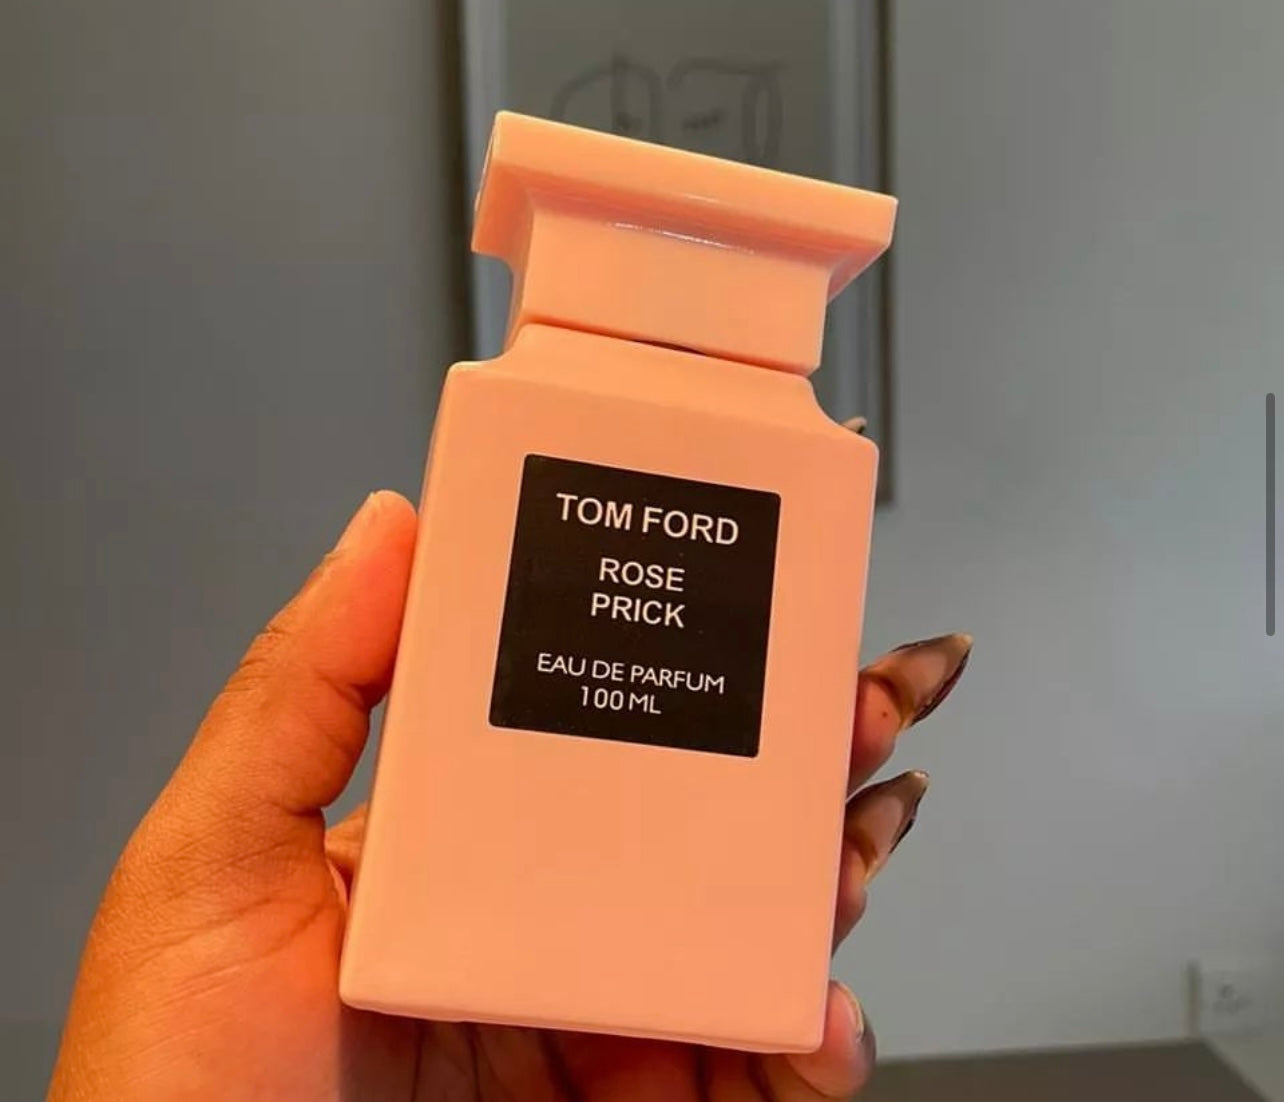 TOM FORD
ROSE
PRICK
EAU DE PARFUM
100 ML